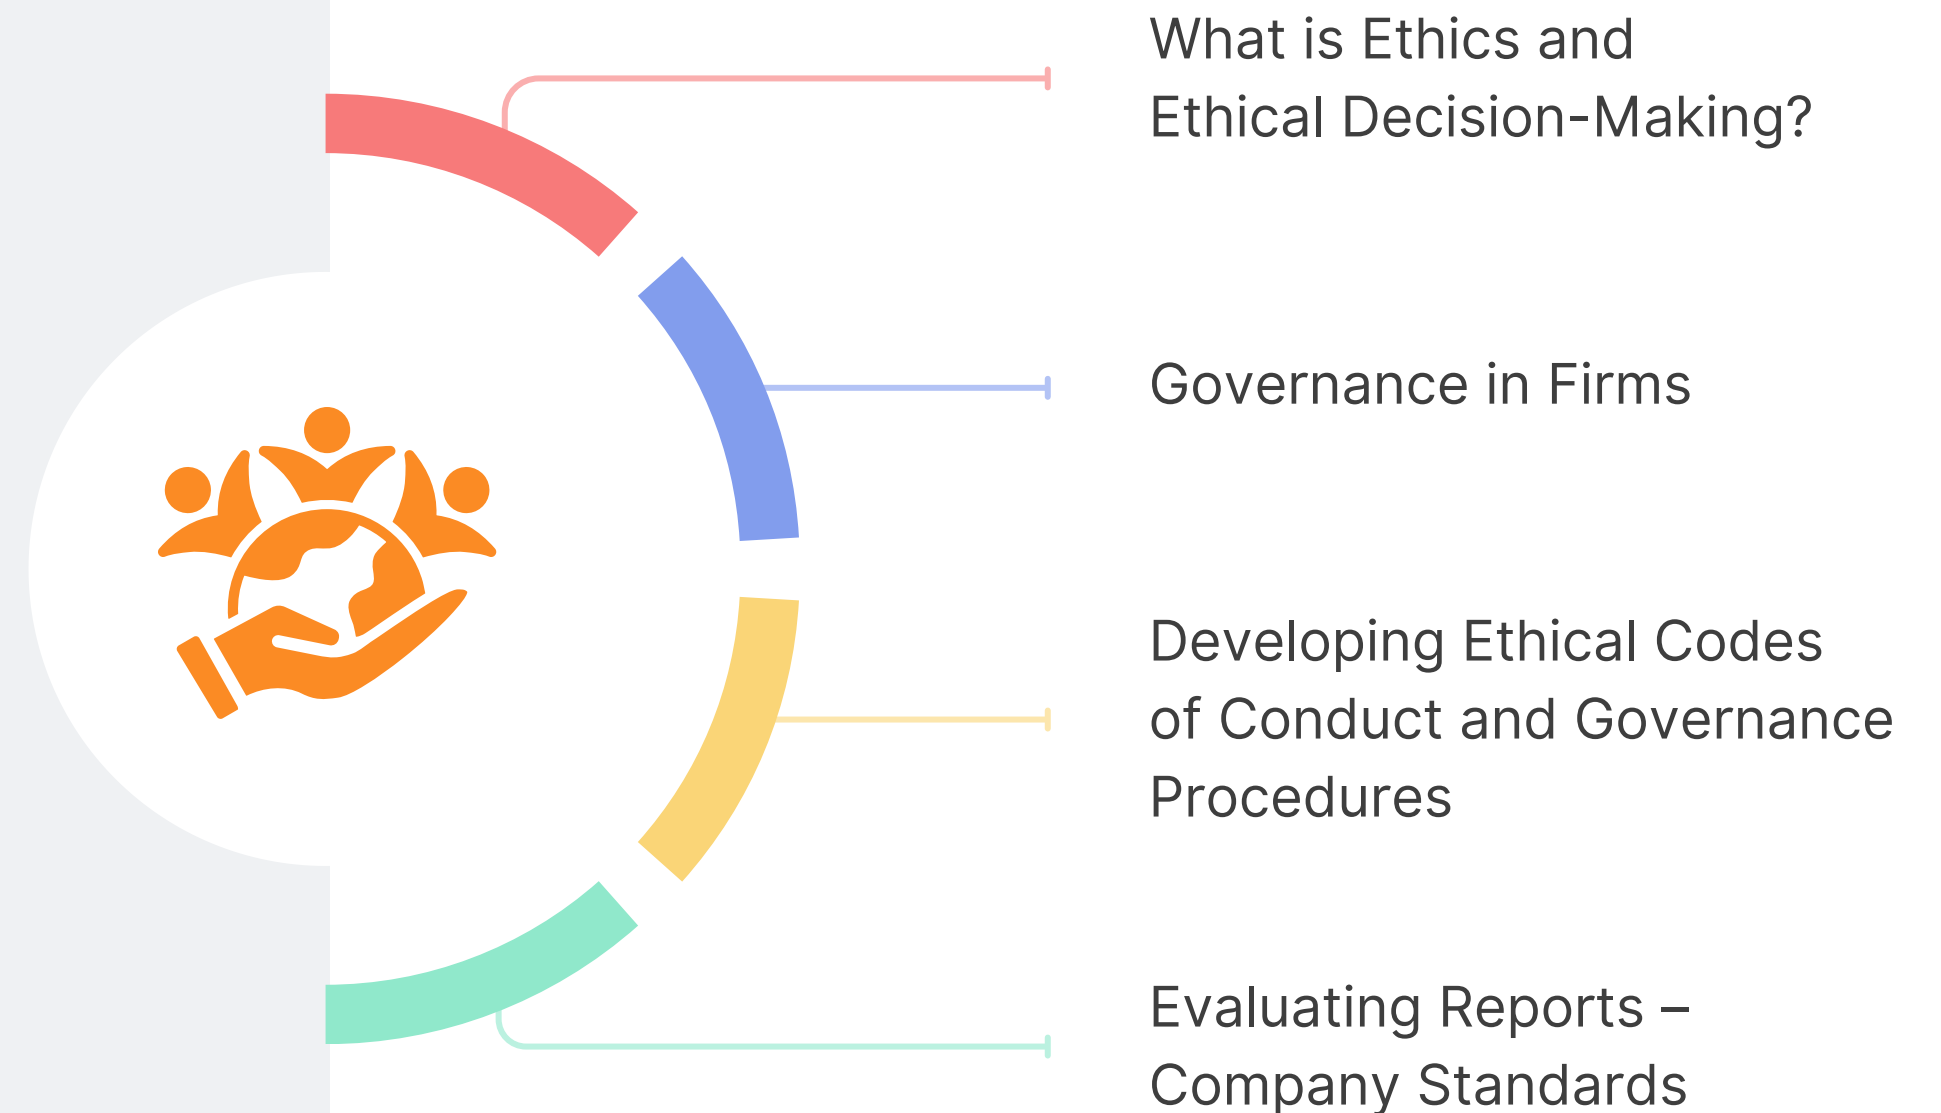 What is Ethics and
Ethical Decision-Making?
Governance in Firms
Developing Ethical Codes
of Conduct and Governance
Procedures
Evaluating Reports –
Company Standards